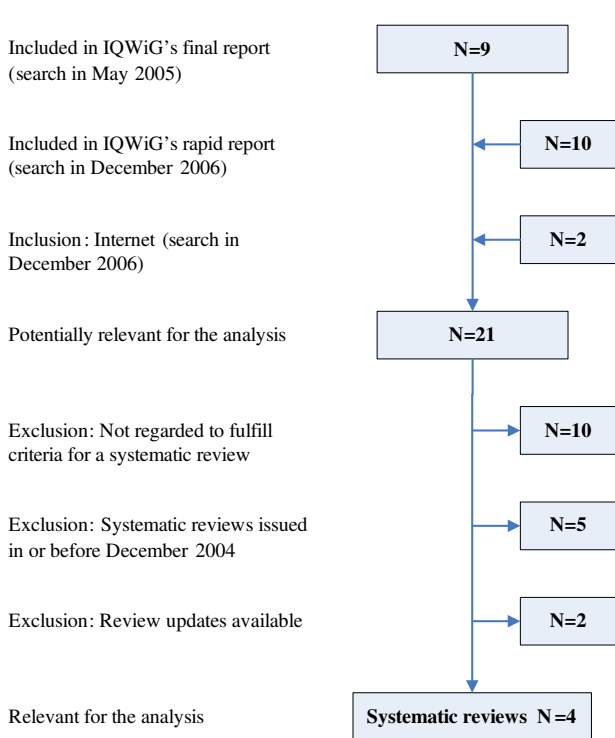 Included in IQWiG's final report
(search in May 2005)
N=9
Included in IQWiG's rapid report
(search in December 2006)
N=10
Inclusion: Internet (search in
December 2006)
N=2
Potentially relevant for the analysis
N=21
Exclusion: Not regarded to fulfill
criteria for a systematic review
N=10
Exclusion: Systematic reviews issued
in or before December 2004
N=5
Exclusion: Review updates available
N=2
Relevant for the analysis
Systematic reviews N=4